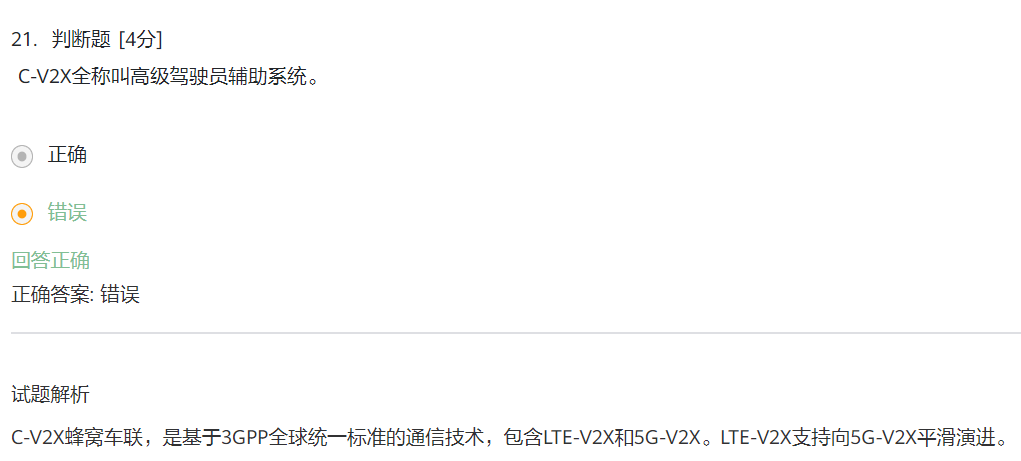 21. 判断题 [4分]
C-V2X全称叫高级驾驶员辅助系统。
正确
错误
回答正确
正确答案: 错误
试题解析
C-V2X蜂窝车联，是基于3GPP全球统一标准的通信技术，包含LTE-V2X和5G-V2X。LTE-V2X支持向5G-V2X平滑演进。